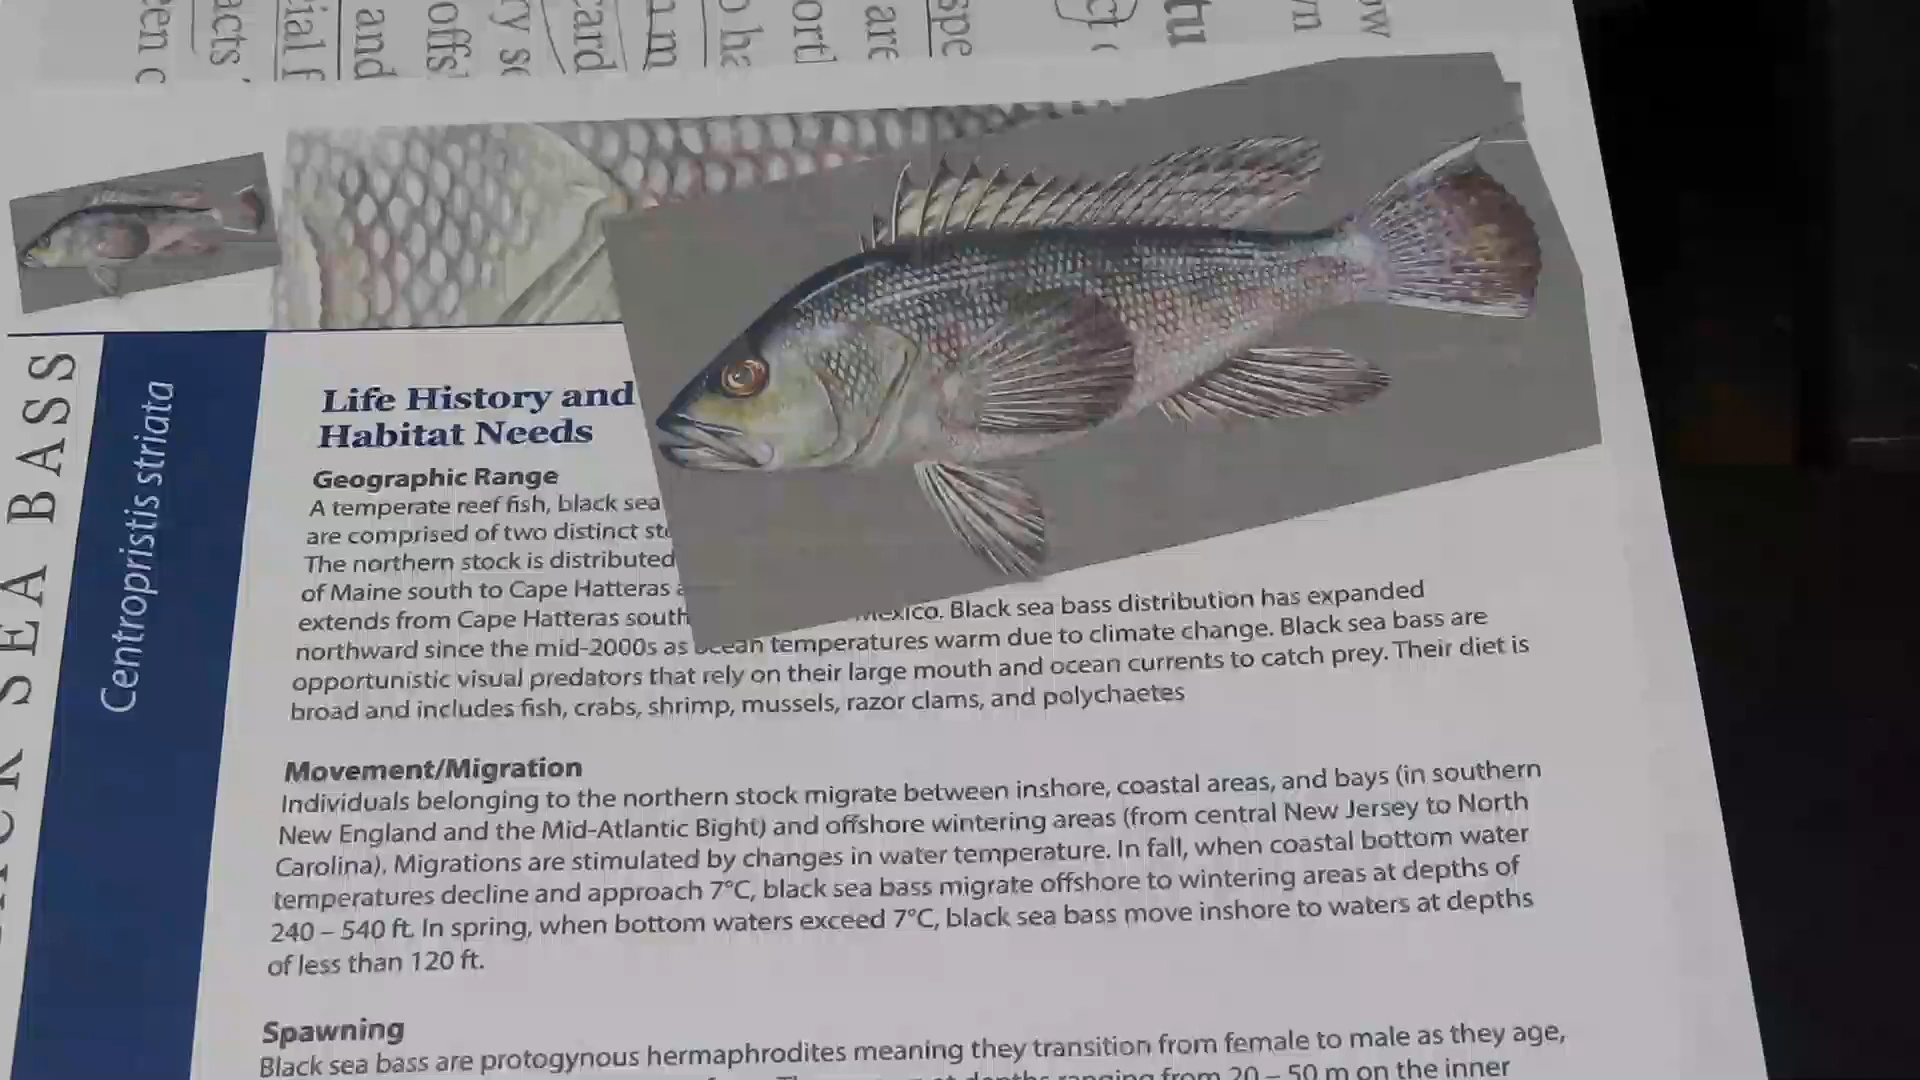 Centropristis striata
SEA BASS
Life History and
Habitat Needs
Geographic Range
A temperate reef fish, black sea
are comprised of two distinct
The northern stock is distributed
of Maine south to Cape Hatteras
extends from Cape Hatteras south Mexico. Black sea bass distribution has expanded
northward since the mid-2000s as ocean temperatures warm due to climate change. Black sea bass are
opportunistic visual predators that rely on their large mouth and ocean currents to catch prey. Their diet is
broad and includes fish, crabs, shrimp, mussels, razor clams, and polychaetes
Movement/Migration
Individuals belonging to the northern stock migrate between inshore, coastal areas, and bays (in southern
New England and the Mid-Atlantic Bight) and offshore wintering areas (from central New Jersey to North
Carolina). Migrations are stimulated by changes in water temperature. In fall, when coastal bottom water
temperatures decline and approach 7°C, black sea bass migrate offshore to wintering areas at depths of
240 – 540 ft. In spring, when bottom waters exceed 7°C, black sea bass move inshore to waters at depths
of less than 120 ft.
Spawning
Black sea bass are protogynous hermaphrodites meaning they transition from female to male as they age,
depths ranging from 20 – 50 m on the inner